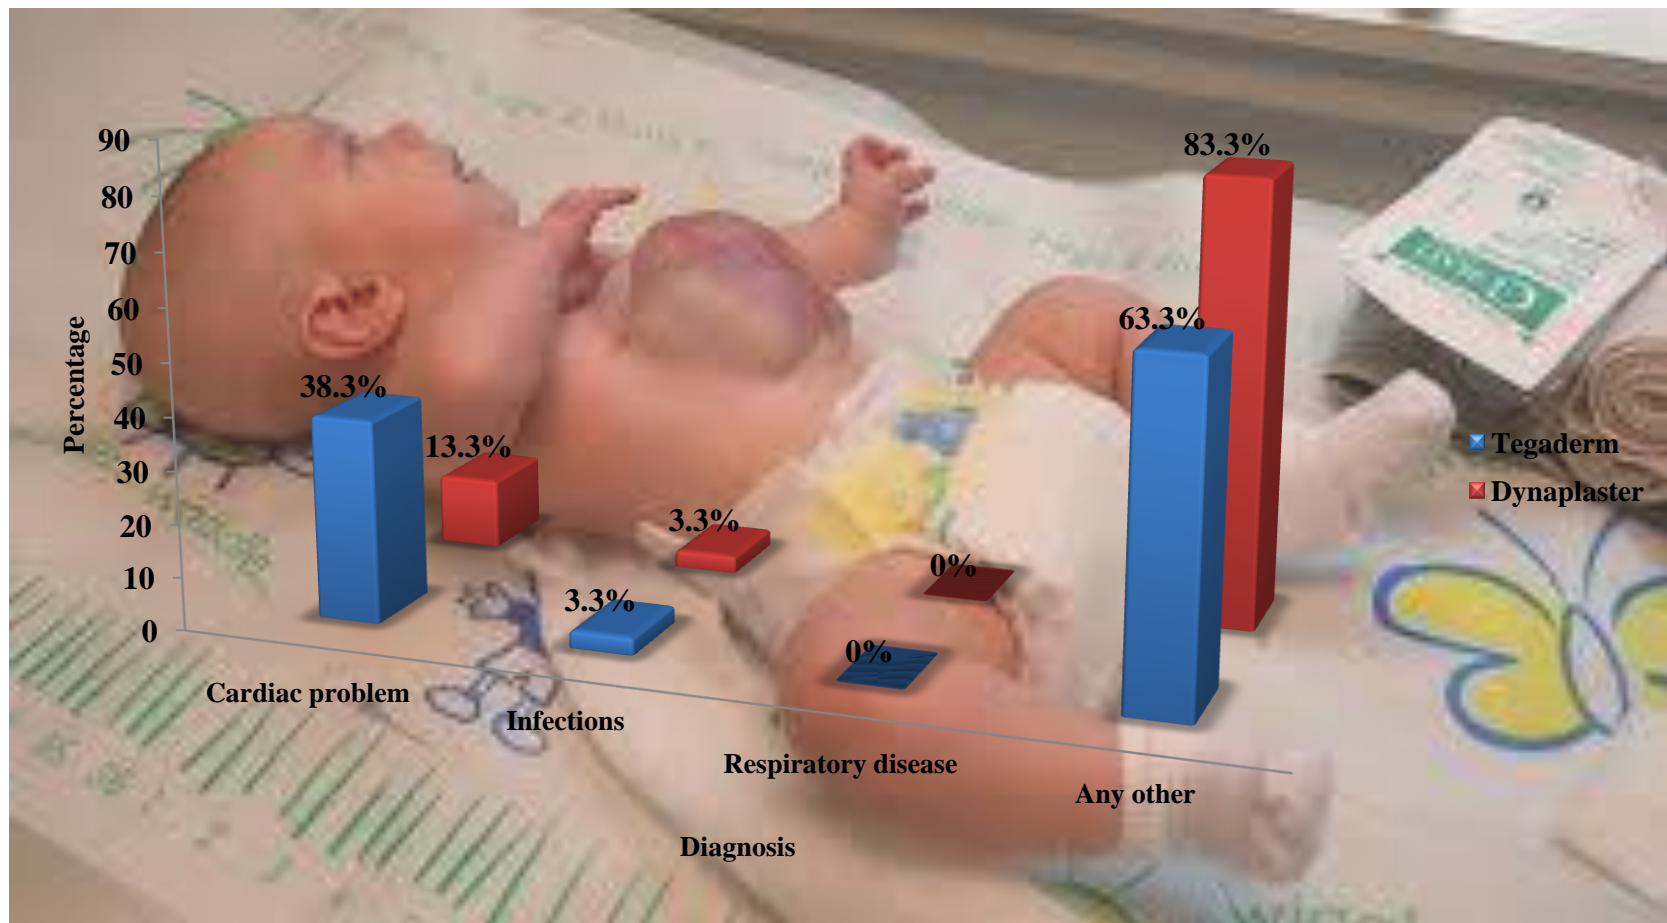 90
80
70
60
50
40
30
20
10
0
Percentage
38.3%
13.3%
3.3%
3.3%
0%
0%
63.3%
83.3%
Cardiac problem
Infections
Respiratory disease
Any other
Diagnosis
Tegaderm
Dynaplaster